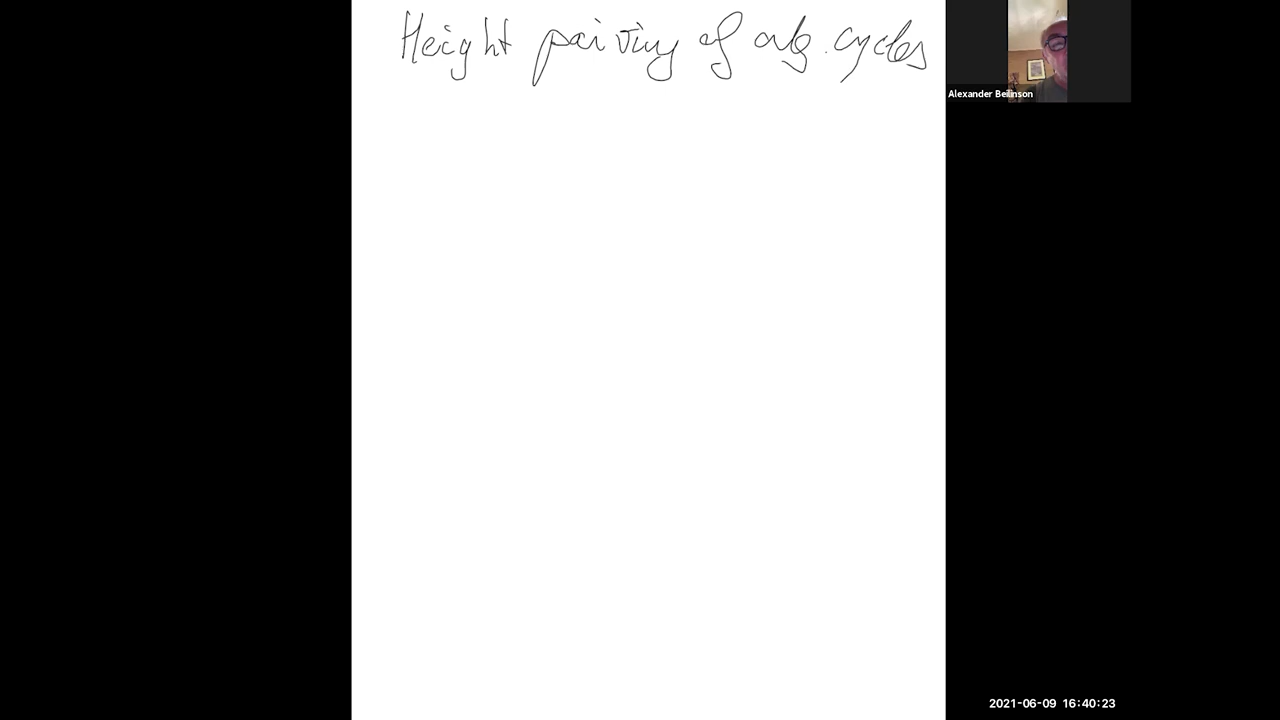 Height pairing of alg. cycles
Alexander Beilinson
2021-06-09 16:40:23